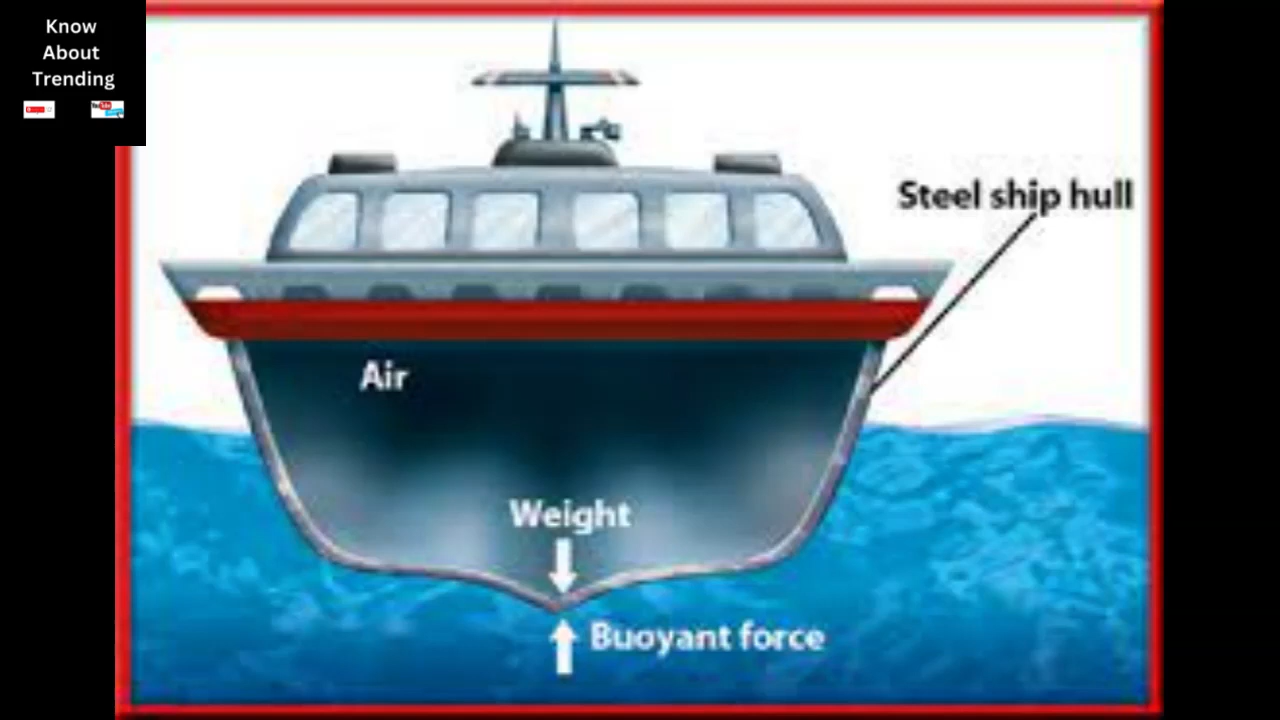 Know
About
Trending
Steel ship hull
Air
Weight
Buoyant force